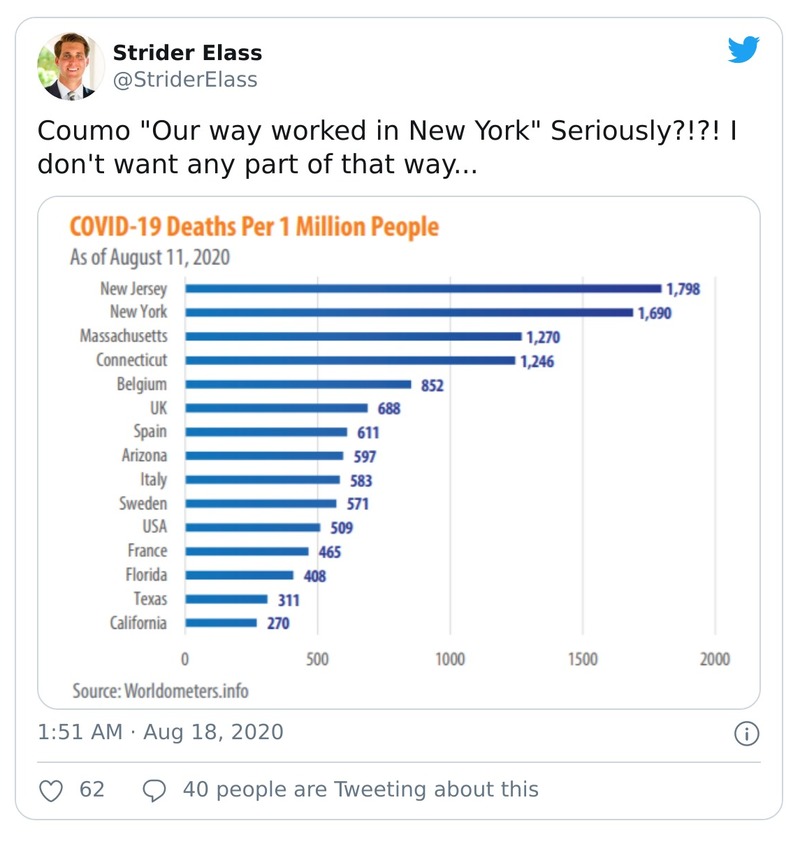 Strider Elass
@StriderElass
Coumo "Our way worked in New York" Seriously?!?! I
don't want any part of that way...
COVID-19 Deaths Per 1 Million People
As of August 11, 2020
New Jersey 1,798
New York 1,690
Massachusetts 1,270
Connecticut 1,246
Belgium 852
UK 688
Spain 611
Arizona 597
Italy 583
Sweden 571
USA 509
France 465
Florida 408
Texas 311
California 270
0 500 1000 1500 2000
Source: Worldometers.info
1:51 AM · Aug 18, 2020
62 40 people are Tweeting about this